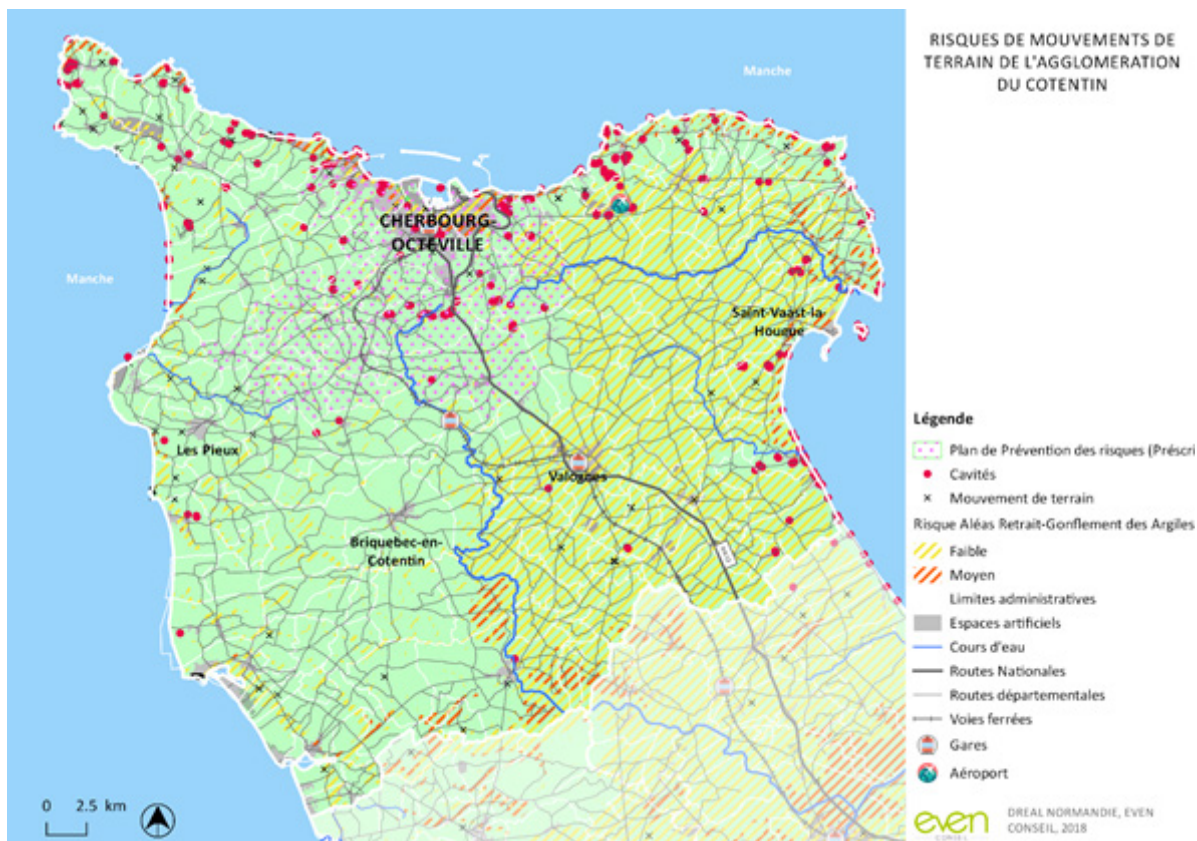 RISQUES DE MOUVEMENTS DE
TERRAIN DE L'AGGLOMERATION
DU COTENTIN
Manche
CHERBOURG-
OCTEVILLE
Manche
Saint-Vaast-la-
Hougue
Les Pieux
Valognes
Briquebec-en-
Cotentin
Légende
Plan de Prévention des risques (Préscri
Cavités
Mouvement de terrain
Risque Aléas Retrait-Gonflement des Argiles
Faible
Moyen
Limites administratives
Espaces artificiels
Cours d'eau
Routes Nationales
Routes départementales
Voies ferrées
Gares
Aéroport
0 2.5 km
even
CONSEIL
DREAL NORMANDIE, EVEN
CONSEIL, 2018